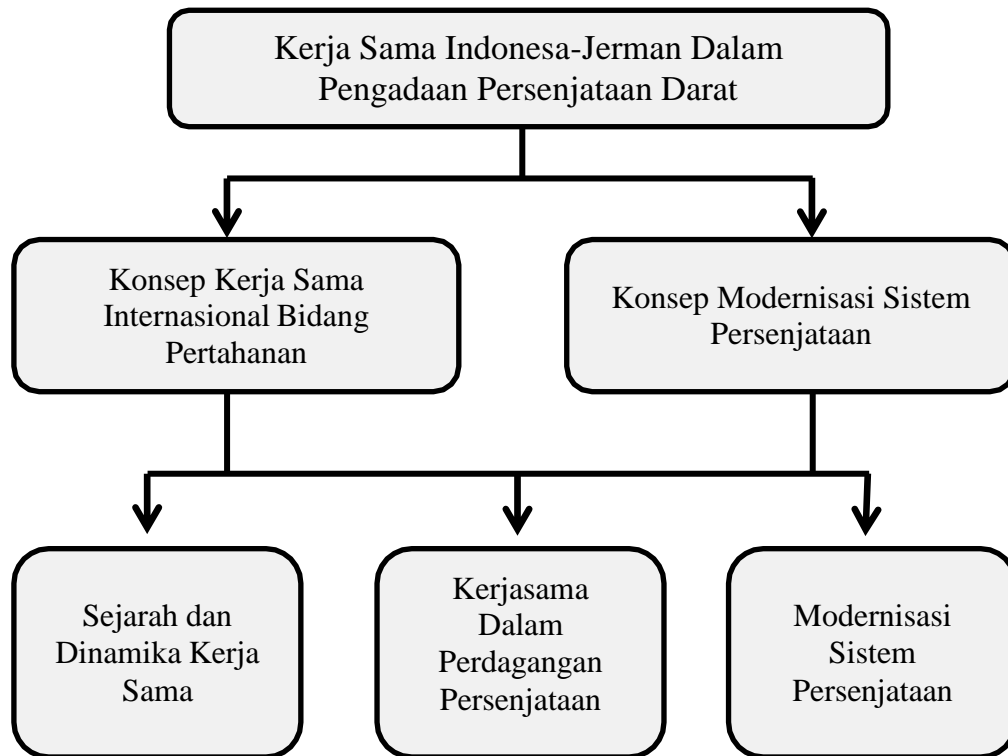 Kerja Sama Indonesa-Jerman Dalam
Pengadaan Persenjataan Darat
Konsep Kerja Sama
Internasional Bidang
Pertahanan
Konsep Modernisasi Sistem
Persenjataan
Sejarah dan
Dinamika Kerja
Sama
Kerjasama
Dalam
Perdagangan
Persenjataan
Modernisasi
Sistem
Persenjataan